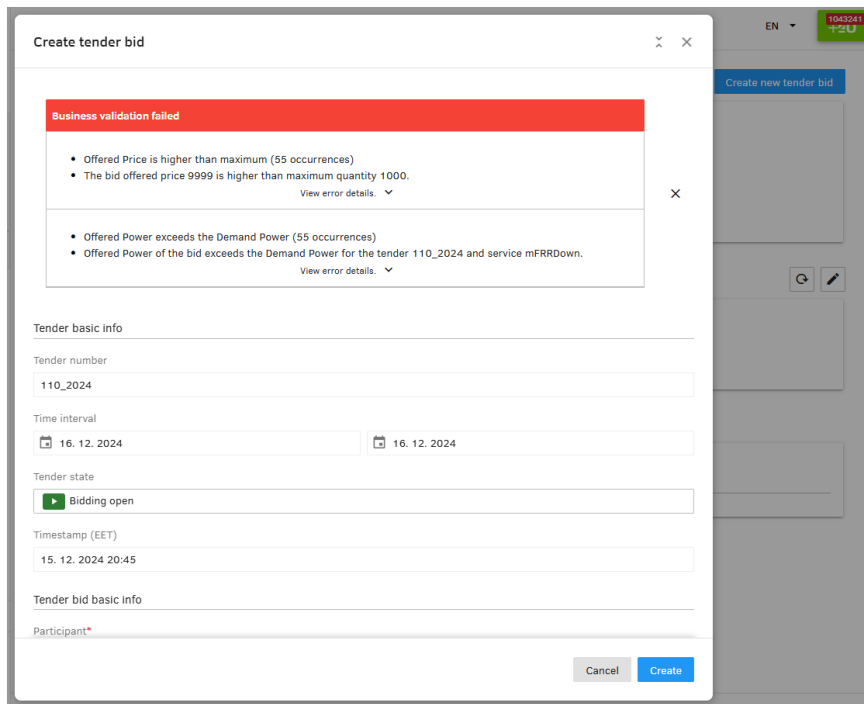 Create tender bid
EN
1043241
Create new tender bid
Business validation failed
Offered Price is higher than maximum (55 occurrences)
The bid offered price 9999 is higher than maximum quantity 1000.
View error details.
Offered Power exceeds the Demand Power (55 occurrences)
Offered Power of the bid exceeds the Demand Power for the tender 110_2024 and service mFRRDown.
View error details.
Tender basic info
Tender number
110_2024
Time interval
16. 12. 2024
16. 12. 2024
Tender state
Bidding open
Timestamp (EET)
15. 12. 2024 20:45
Tender bid basic info
Participant*
Cancel
Create